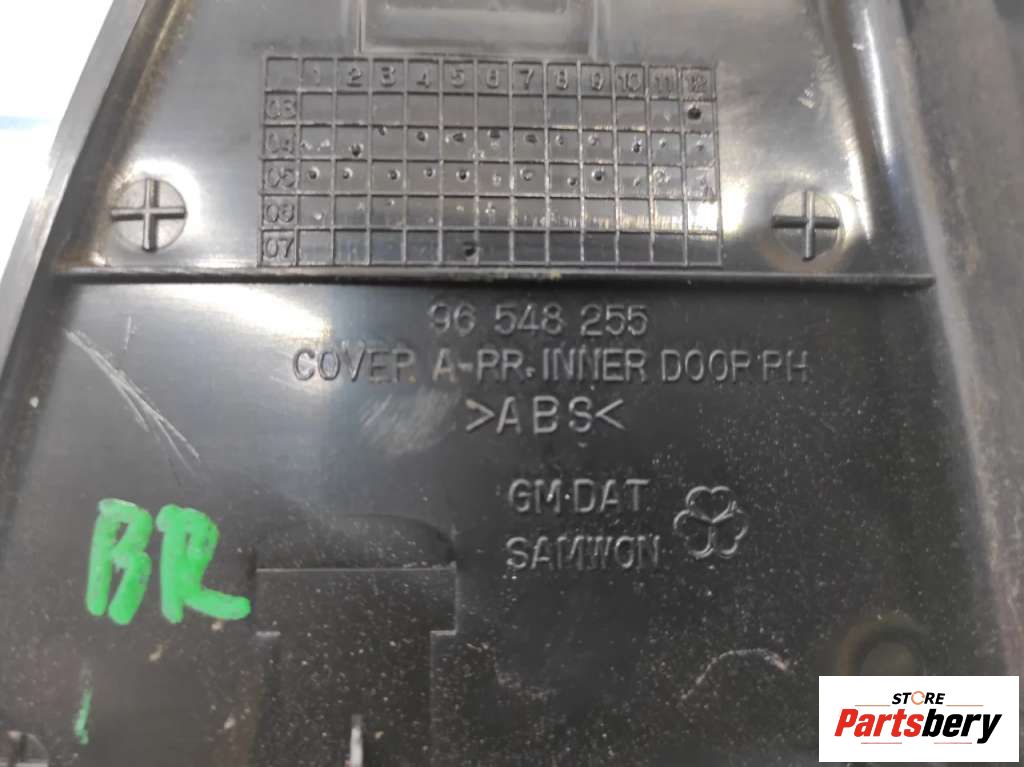 1 2 3 4 5 6 7 8 9 10 11 12
03
04
05
06
07
96 548 255
COVER A-RR. INNER DOOR RH
>ABS<
GM·DAT
SAMWON
BR
STORE
Partsbery